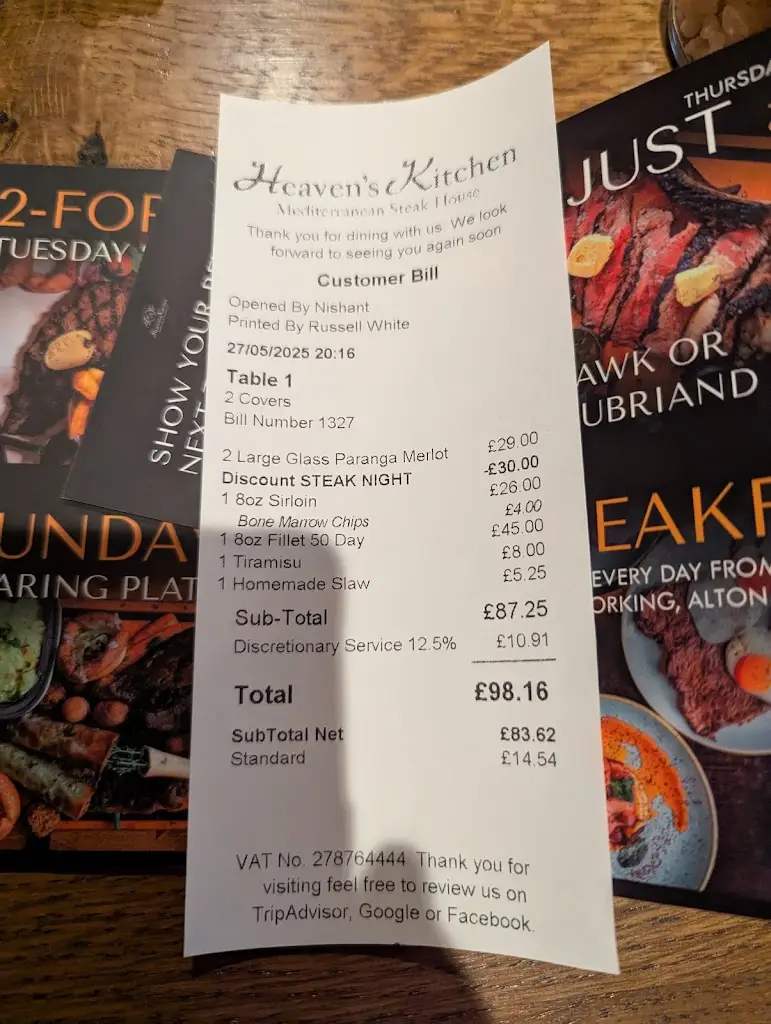 Heaven's Kitchen
Mediterranean Steak House
Thank you for dining with us. We look
forward to seeing you again soon
Customer Bill
Opened By Nishant
Printed By Russell White
27/05/2025 20:16
Table 1
2 Covers
Bill Number 1327
2 Large Glass Paranga Merlot £29.00
Discount STEAK NIGHT -£30.00
1 8oz Sirloin £26.00
Bone Marrow Chips £4.00
1 8oz Fillet 50 Day £45.00
1 Tiramisu £8.00
1 Homemade Slaw £5.25
Sub-Total £87.25
Discretionary Service 12.5% £10.91
Total £98.16
SubTotal Net £83.62
Standard £14.54
VAT No. 278764444 Thank you for
visiting feel free to review us on
TripAdvisor, Google or Facebook.
2-FOR
TUESDAY
SHOW YOUR
UNDA
ARING PLAT
THURSDA
JUST
AWK OR
UBRIAND
EAKF
EVERY DAY FROM
ORKING, ALTON